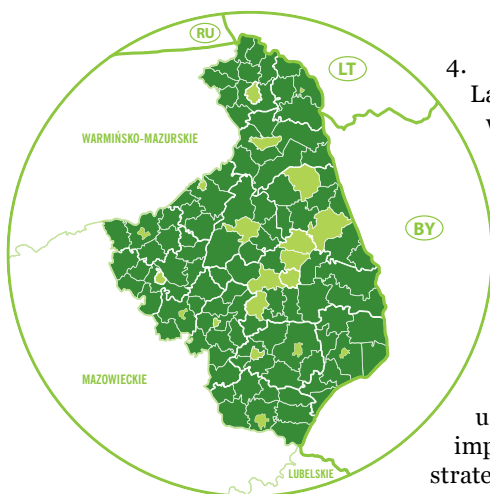 RU
LT
4.
La
WARMIŃSKO-MAZURSKIE
BY
MAZOWIECKIE
u
imp
LUBELSKIE
strate